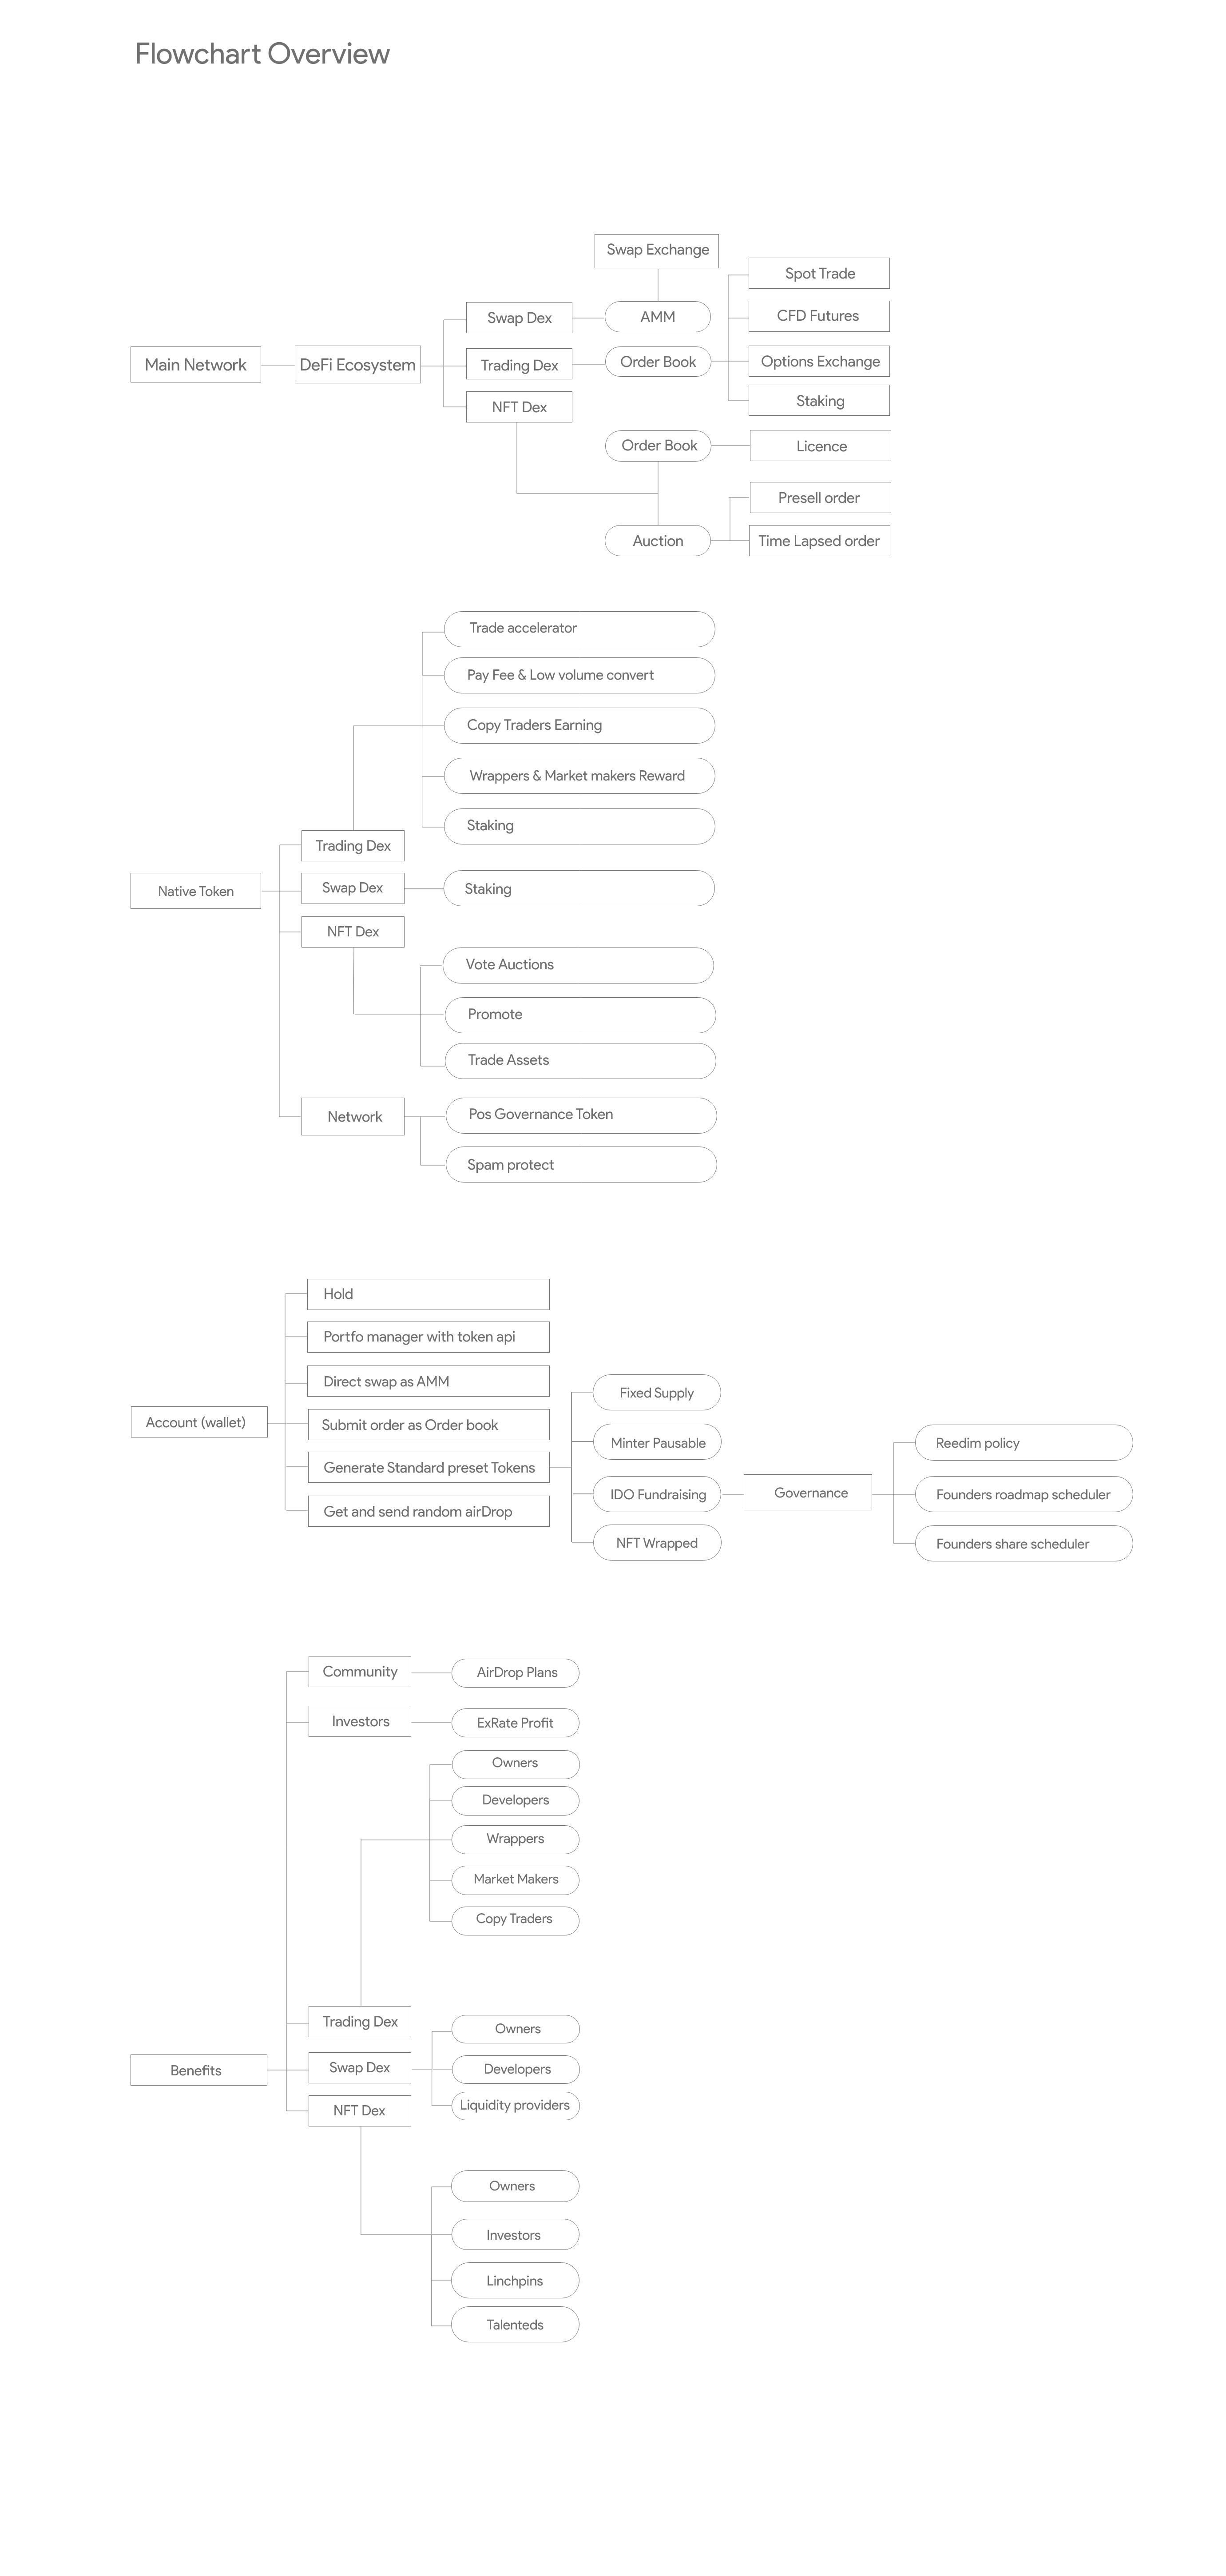 Flowchart Overview
Swap Exchange
Spot Trade
Swap Dex
AMM
CFD Futures
Main Network
DeFi Ecosystem
Trading Dex
Order Book
Options Exchange
NFT Dex
Staking
Order Book
Licence
Presell order
Auction
Time Lapsed order
Trade accelerator
Pay Fee & Low volume convert
Copy Traders Earning
Wrappers & Market makers Reward
Staking
Trading Dex
Native Token
Swap Dex
Staking
NFT Dex
Vote Auctions
Promote
Trade Assets
Network
Pos Governance Token
Spam protect
Hold
Portfo manager with token api
Direct swap as AMM
Account (wallet)
Submit order as Order book
Generate Standard preset Tokens
Get and send random airDrop
Fixed Supply
Minter Pausable
IDO Fundraising
NFT Wrapped
Governance
Reedim policy
Founders roadmap scheduler
Founders share scheduler
Community
AirDrop Plans
Investors
ExRate Profit
Owners
Developers
Wrappers
Market Makers
Copy Traders
Trading Dex
Benefits
Swap Dex
Owners
Developers
Liquidity providers
NFT Dex
Owners
Investors
Linchpins
Talenteds